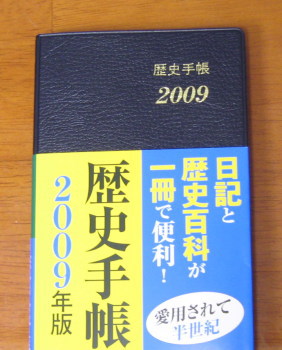 歴史手帳
2009
日記と
歴史百科が
一冊で便利！
歴史手帳
2009年版
愛用されて
半世紀